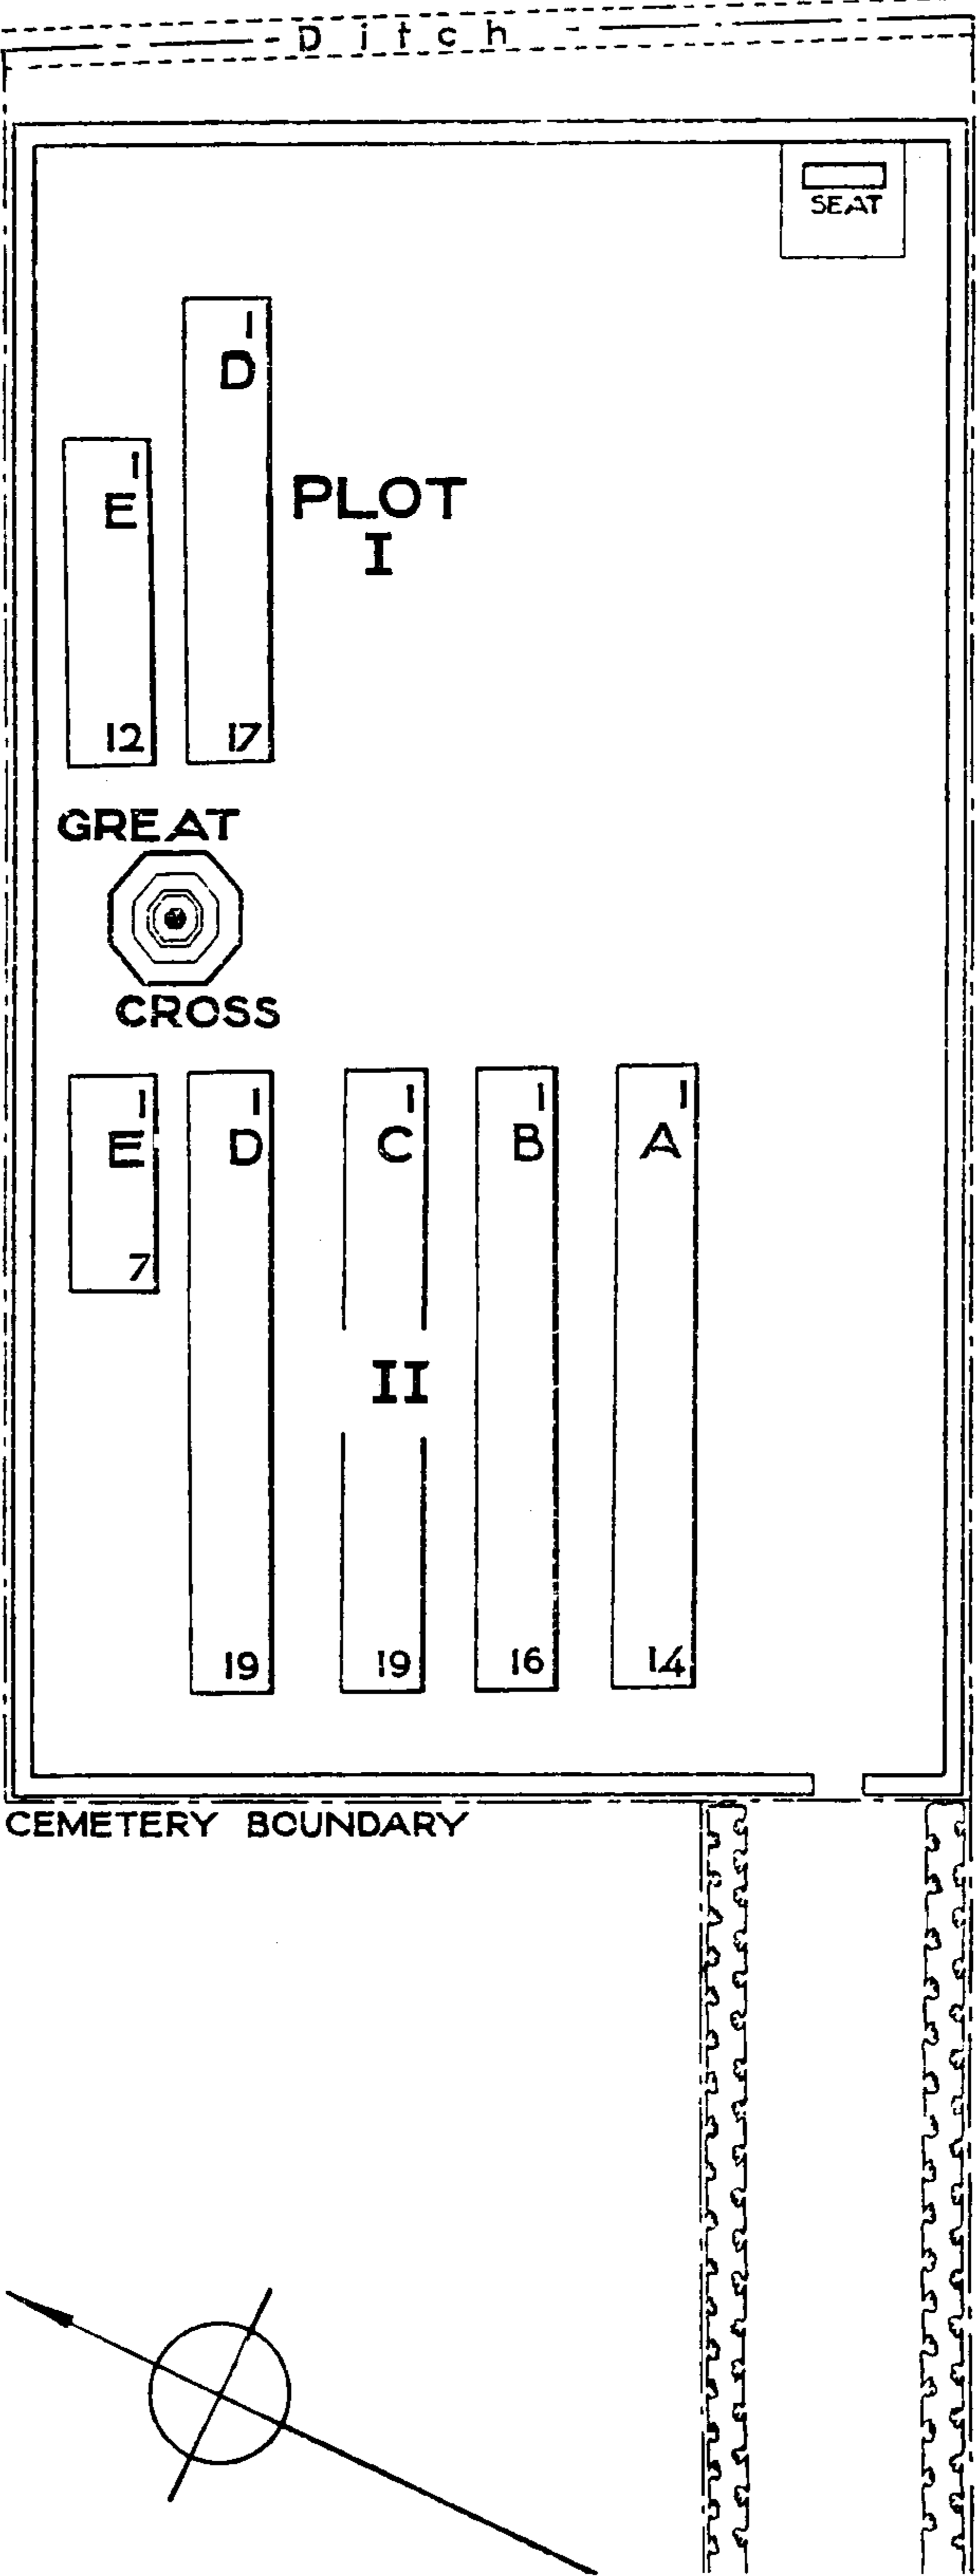 Ditch
SEAT
1
D
1
E
PLOT
I
12
17
GREAT
CROSS
1
E
7
1
D
1
C
1
B
1
A
II
19
19
16
14
CEMETERY BOUNDARY